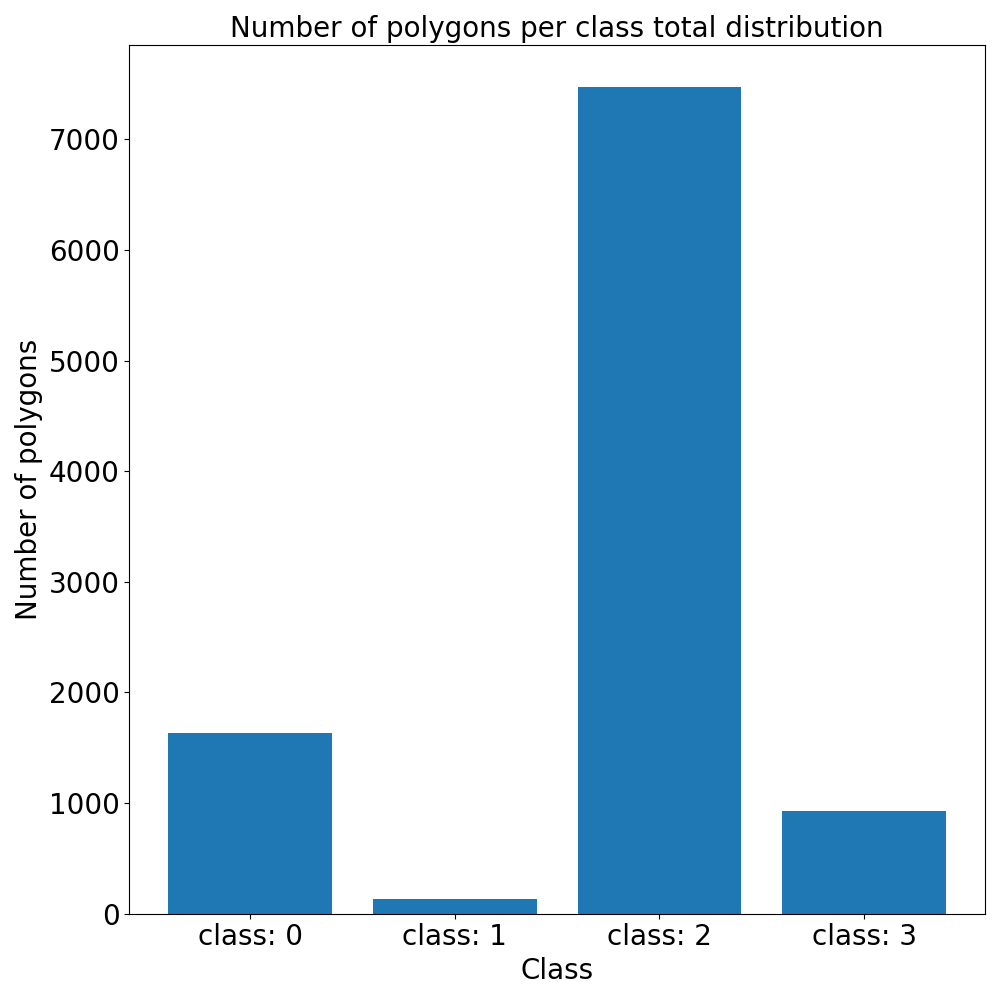 Number of polygons per class total distribution
Number of polygons
7000
6000
5000
4000
3000
2000
1000
0
class: 0 class: 1 class: 2 class: 3
Class